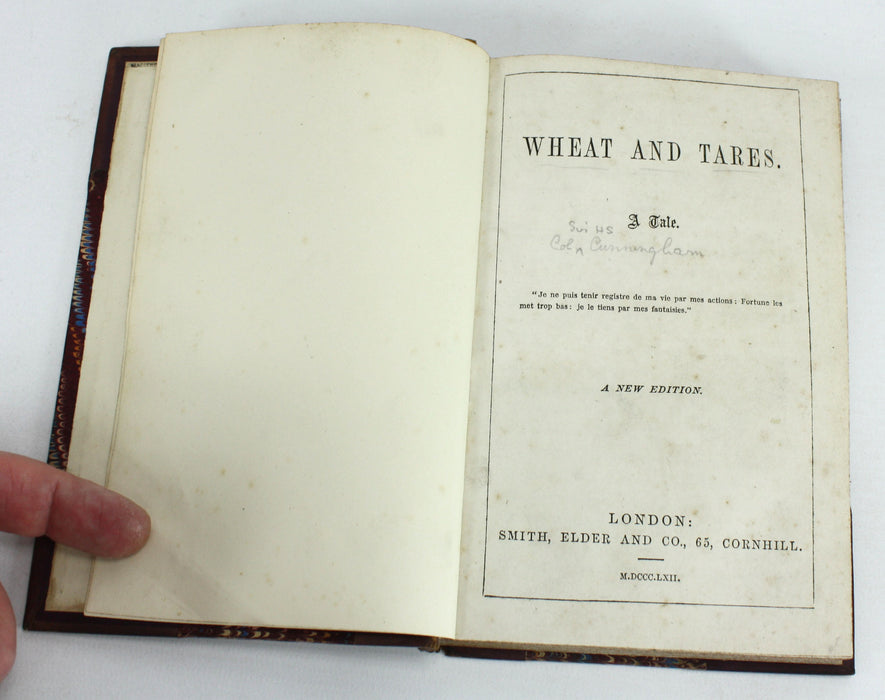 WHEAT AND TARES.
A Tale.
Sir HS
Col^n Cunningham
"Je ne puis tenir registre de ma vie par mes actions: Fortune les
met trop bas: je le tiens par mes fantaisies."
A NEW EDITION.
LONDON:
SMITH, ELDER AND CO., 65, CORNHILL.
M.DCCC.LXII.